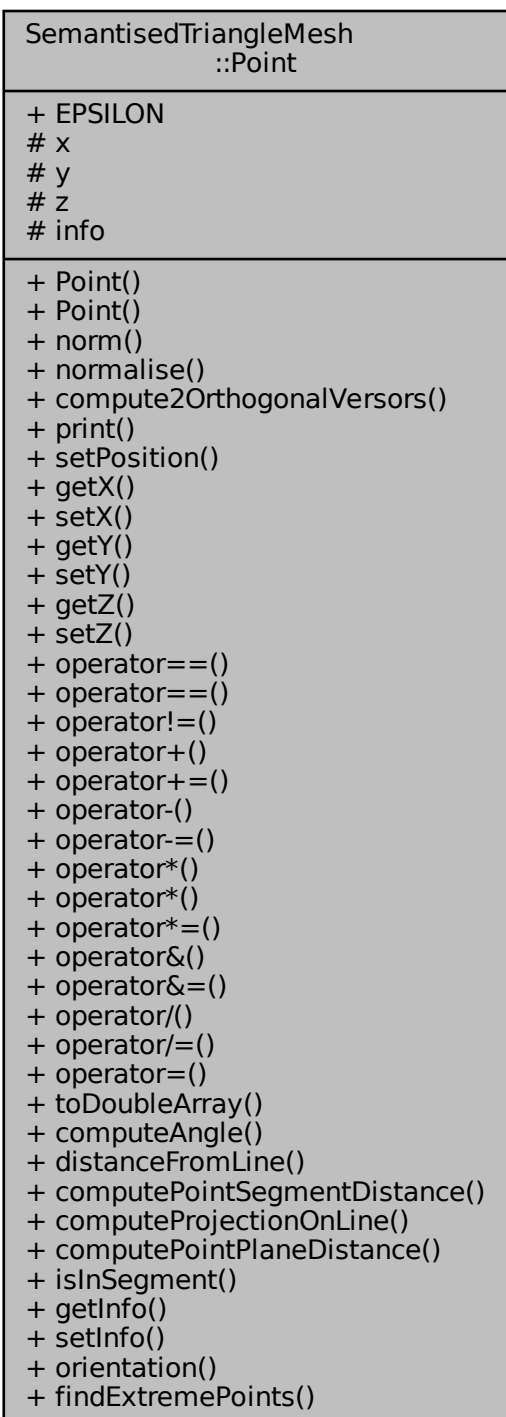 SemantisedTriangleMesh
::Point
+ EPSILON
# x
# y
# z
# info
+ Point()
+ Point()
+ norm()
+ normalise()
+ compute2OrthogonalVersors()
+ print()
+ setPosition()
+ getX()
+ setX()
+ getY()
+ setY()
+ getZ()
+ setZ()
+ operator==()
+ operator==()
+ operator!=()
+ operator+()
+ operator+=()
+ operator-()
+ operator-=()
+ operator*()
+ operator*()
+ operator*=()
+ operator&()
+ operator&=()
+ operator/()
+ operator/=()
+ operator=()
+ toDoubleArray()
+ computeAngle()
+ distanceFromLine()
+ computePointSegmentDistance()
+ computeProjectionOnLine()
+ computePointPlaneDistance()
+ isInSegment()
+ getInfo()
+ setInfo()
+ orientation()
+ findExtremePoints()